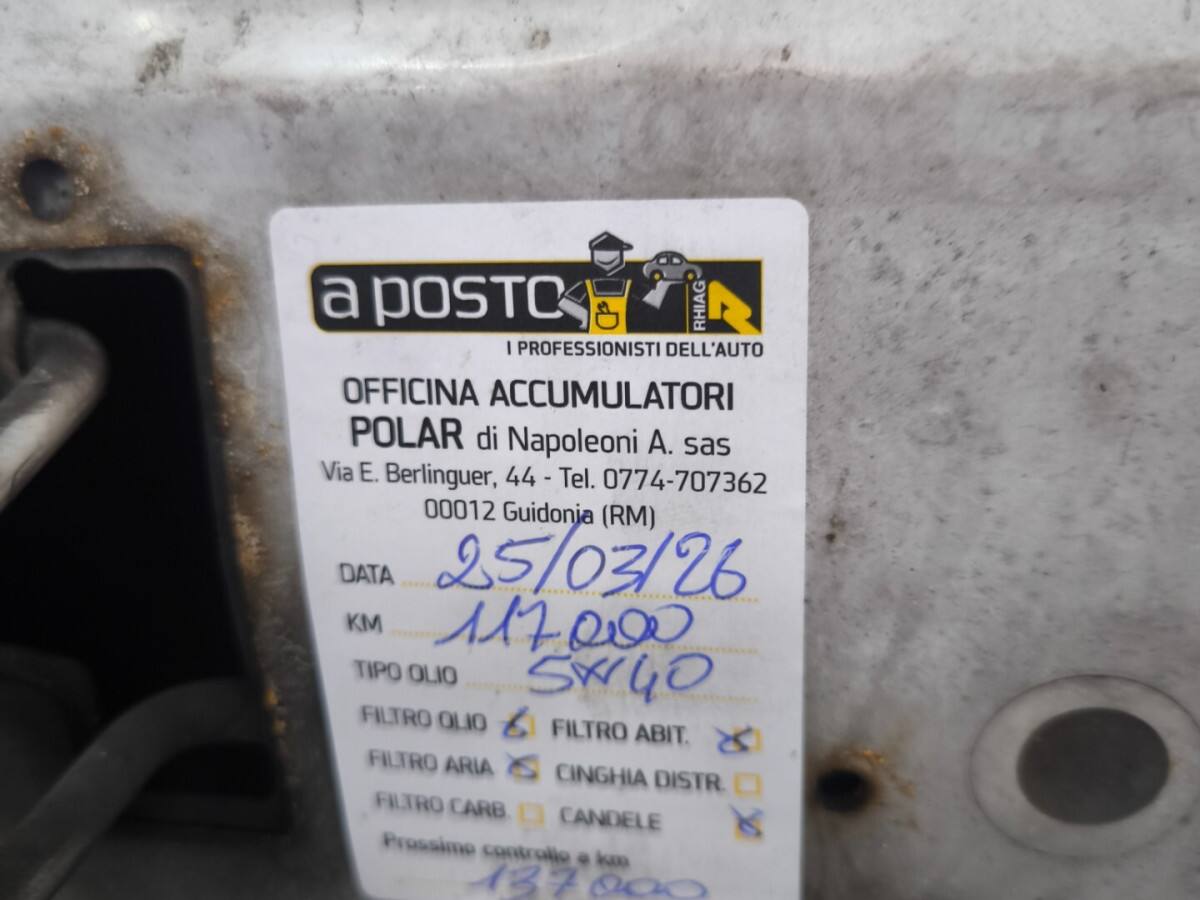 a posto
RHIAG
I PROFESSIONISTI DELL'AUTO
OFFICINA ACCUMULATORI
POLAR di Napoleoni A. sas
Via E. Berlinguer, 44 - Tel. 0774-707362
00012 Guidonia (RM)
DATA 25/03/26
KM 117000
TIPO OLIO 5W40
FILTRO OLIO FILTRO ABIT.
FILTRO ARIA CINGHIA DISTR.
FILTRO CARB. CANDELE
Prossimo controllo a km
137000